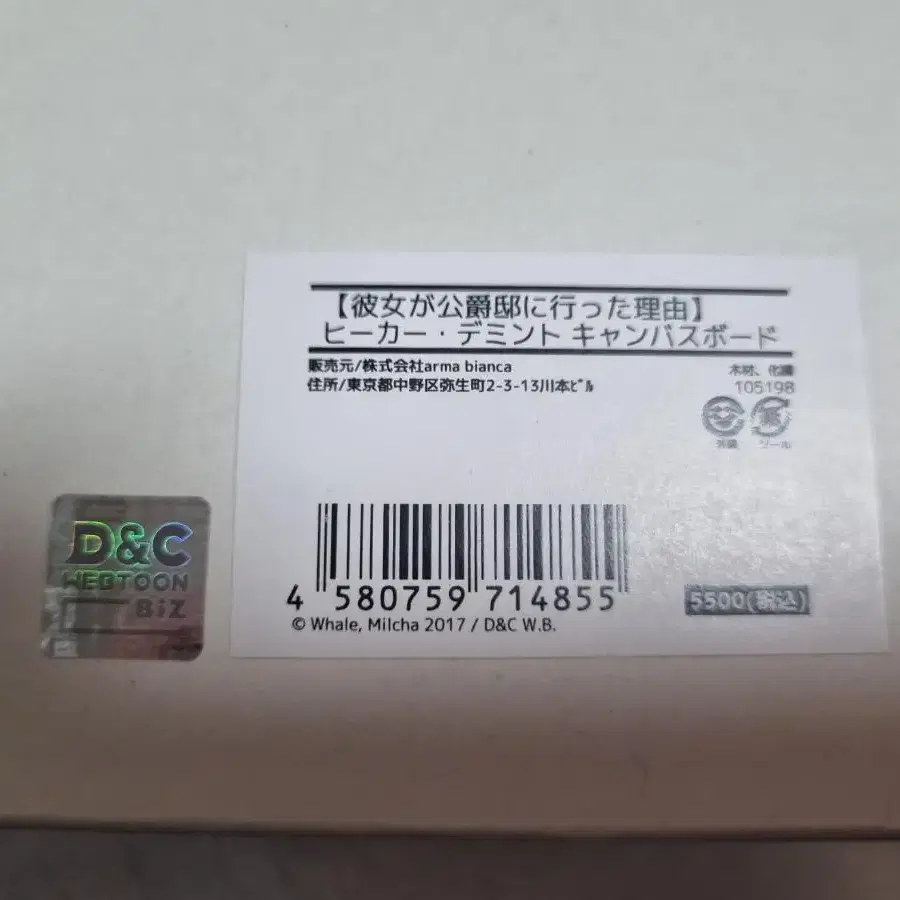 【彼女が公爵邸に行った理由】
ヒーカー・デミント キャンバスボード
販売元/株式会社arma bianca
住所/東京都中野区弥生町2-3-13川本ﾋﾞﾙ
木材、化繊
105198
外装
シール
4 580759 714855
5500(税込)
© Whale, Milcha 2017 / D&C W.B.
D&C
WEBTOON
BiZ